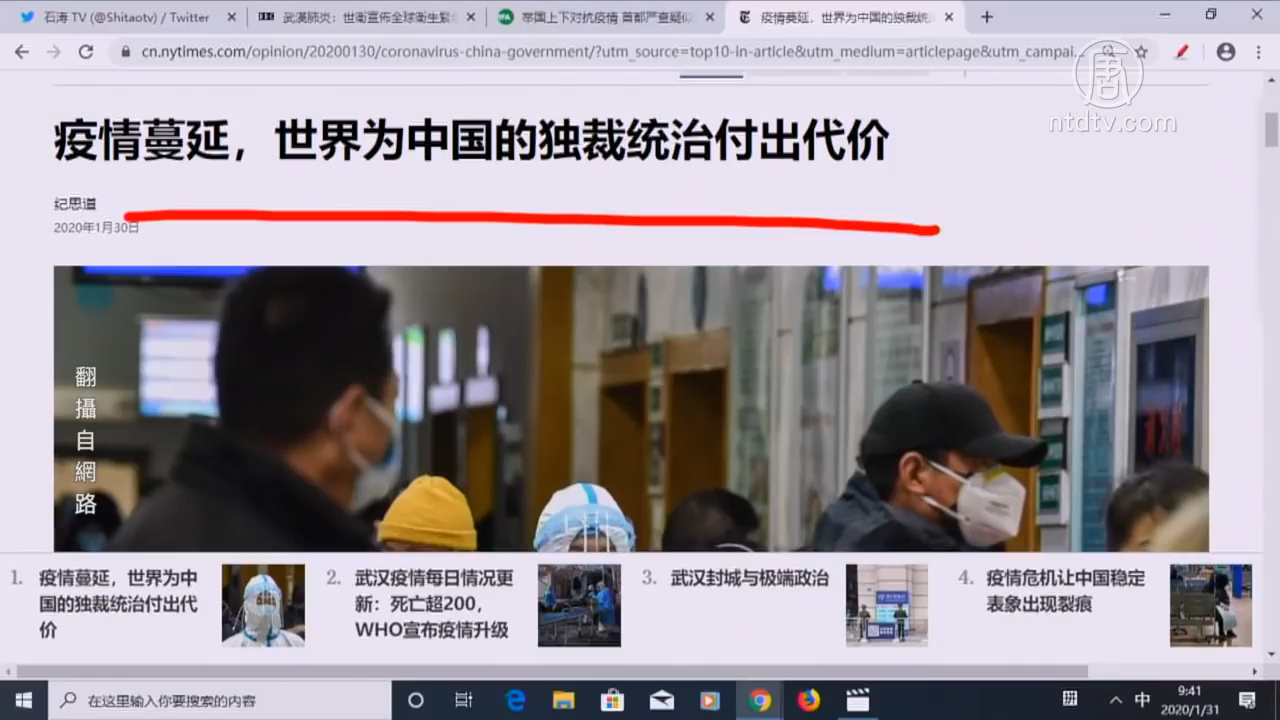 石涛 TV (@Shitaotv) / Twitter
武漢肺炎：世衛宣佈全球衛生緊
举国上下对抗疫情 首都严查疑似
疫情蔓延，世界为中国的独裁统
cn.nytimes.com/opinion/20200130/coronavirus-china-government/?utm_source=top10-in-article&utm_medium=articlepage&utm_campai...
唐
ntdtv.com
疫情蔓延，世界为中国的独裁统治付出代价
纪思道
2020年1月30日
翻攝自網路
1. 疫情蔓延，世界为中
国的独裁统治付出代
价
2. 武汉疫情每日情况更
新：死亡超200，
WHO宣布疫情升级
3. 武汉封城与极端政治
4. 疫情危机让中国稳定
表象出现裂痕
在这里输入你要搜索的内容
拼
中
9:41
2020/1/31